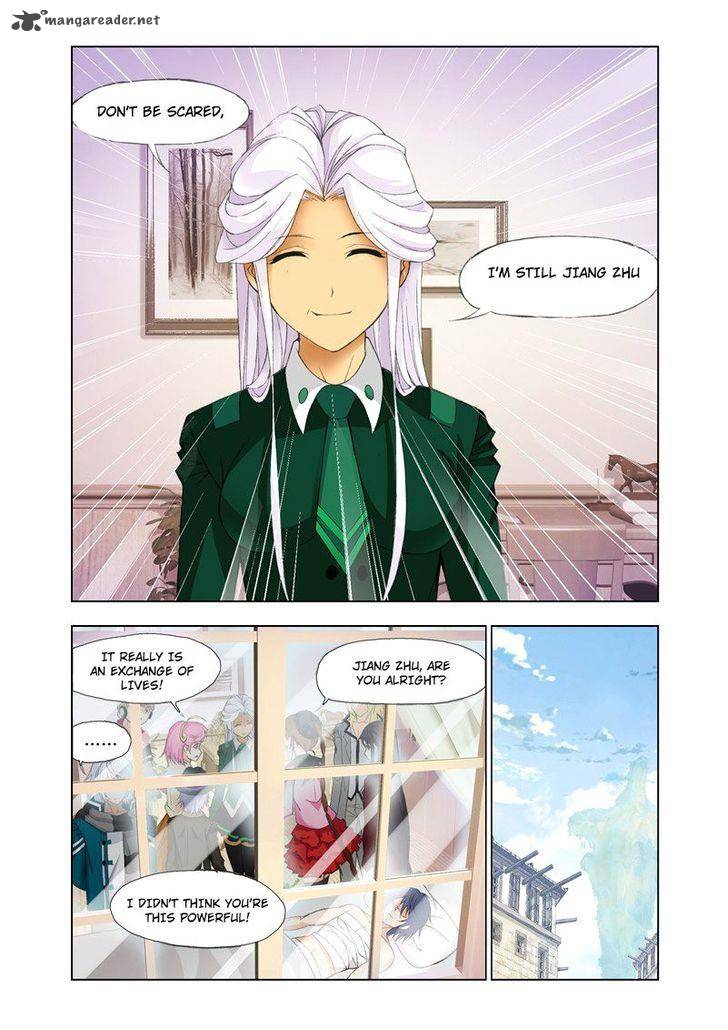 mangareader.net
DON'T BE SCARED,
I'M STILL JIANG ZHU
IT REALLY IS
AN EXCHANGE OF
LIVES!
JIANG ZHU, ARE
YOU ALRIGHT?
......
I DIDN'T THINK YOU'RE
THIS POWERFUL!